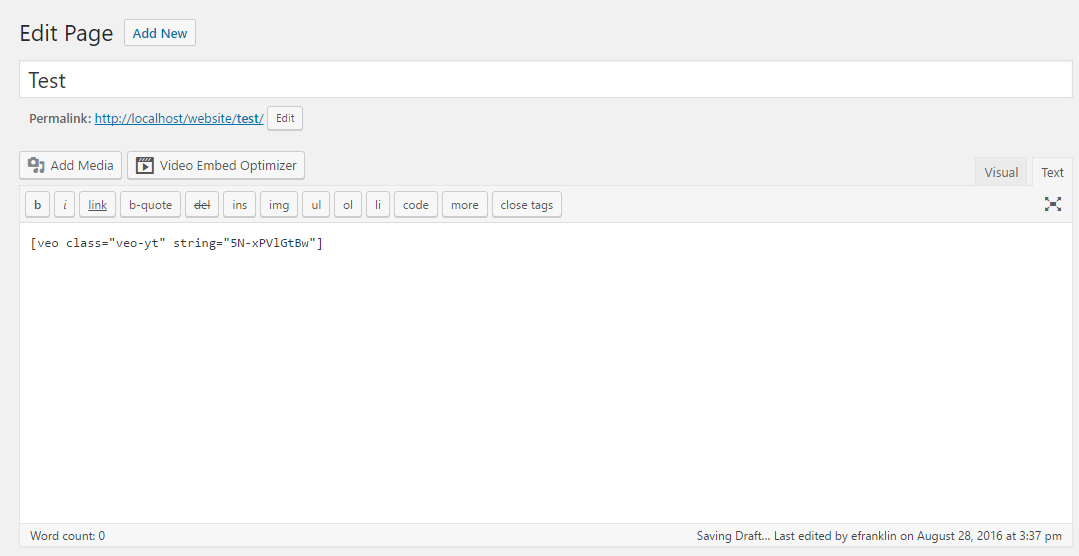 Edit Page Add New
Test
Permalink: http://localhost/website/test/ Edit
Add Media Video Embed Optimizer Visual Text
b i link b-quote del ins img ul ol li code more close tags
[veo class="veo-yt" string="5N-xPVlGtBw"]
Word count: 0 Saving Draft... Last edited by efranklin on August 28, 2016 at 3:37 pm